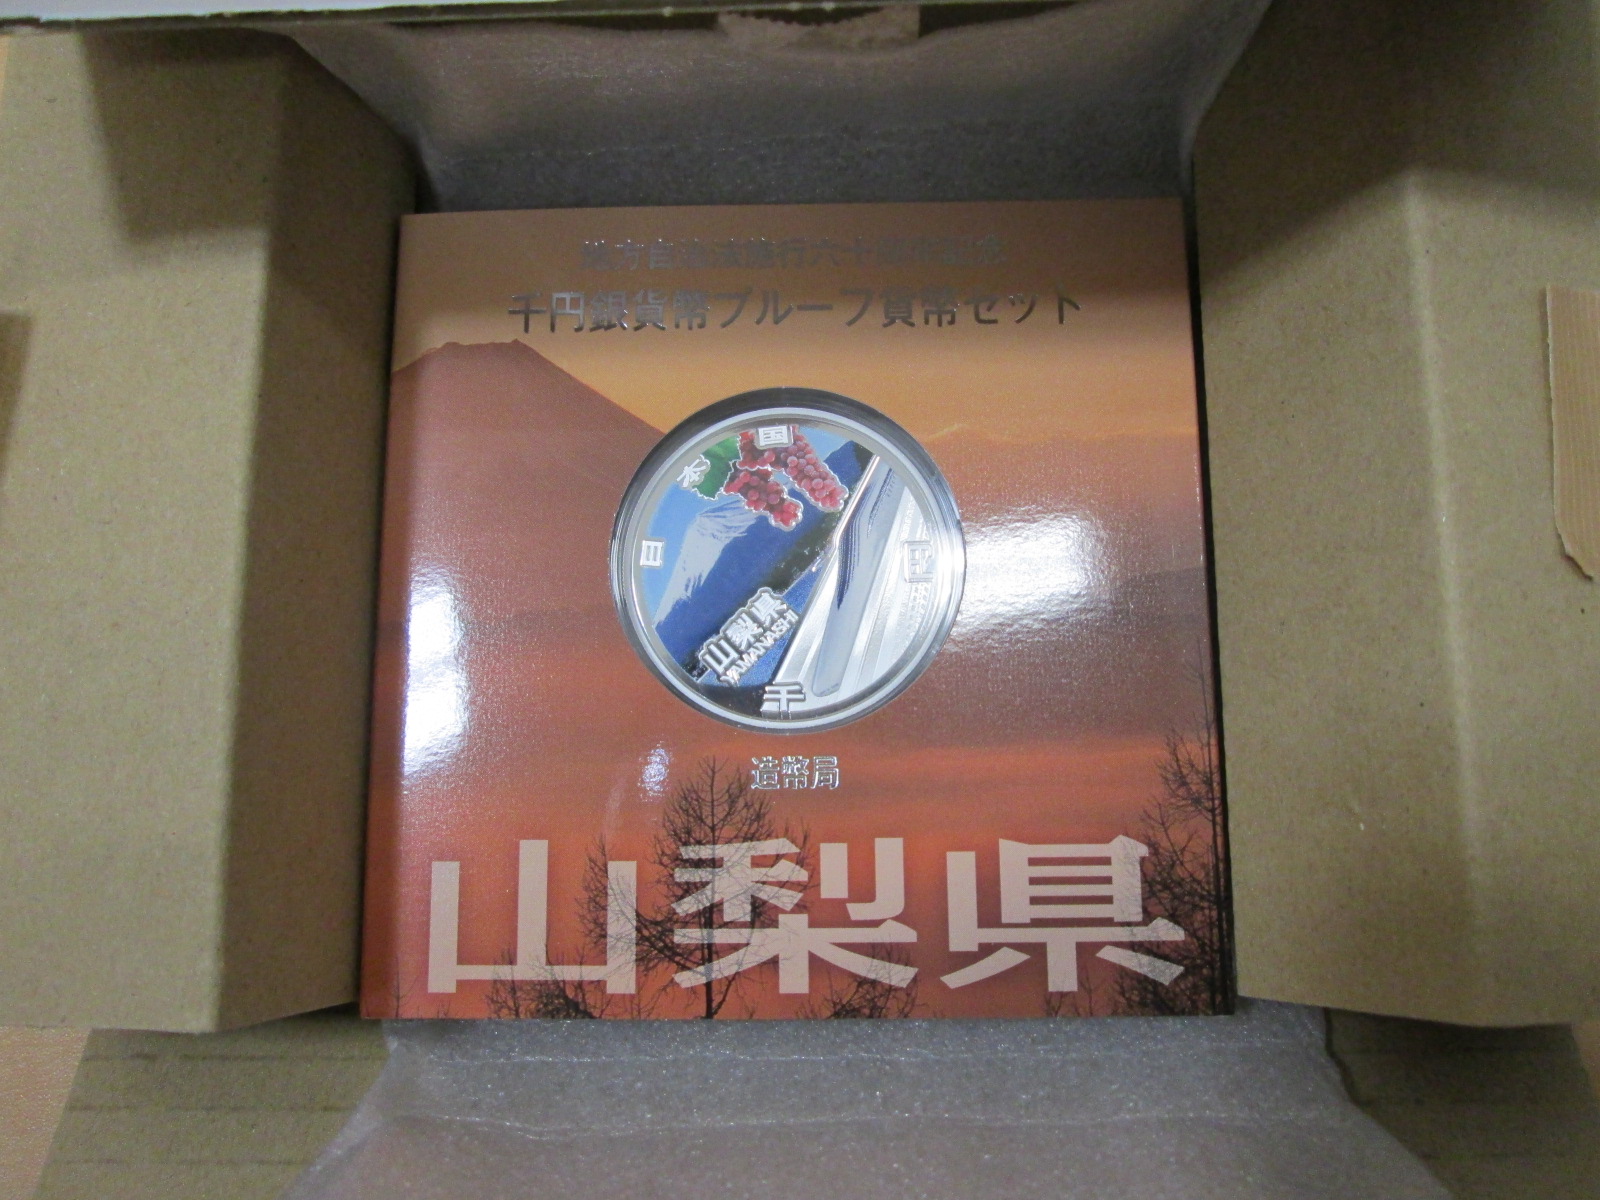 地方自治法施行六十周年記念
千円銀貨幣プルーフ貨幣セット
日本国
山梨県
YAMANASHI
千円
造幣局
山梨県